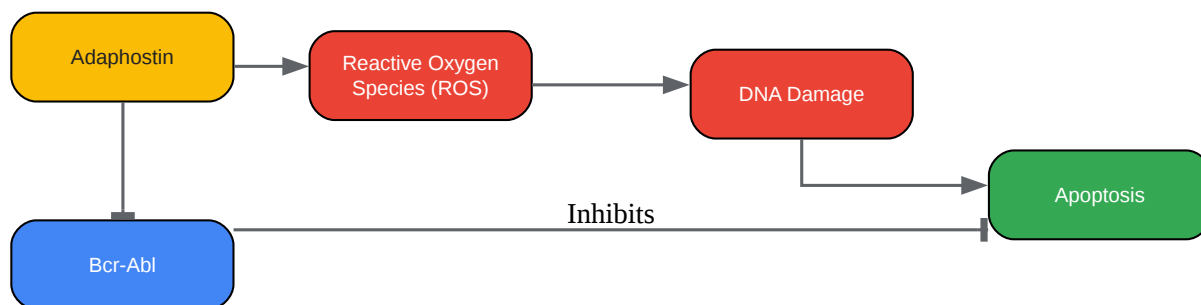 Adaphostin
Reactive Oxygen
Species (ROS)
DNA Damage
Apoptosis
Inhibits
Bcr-Abl